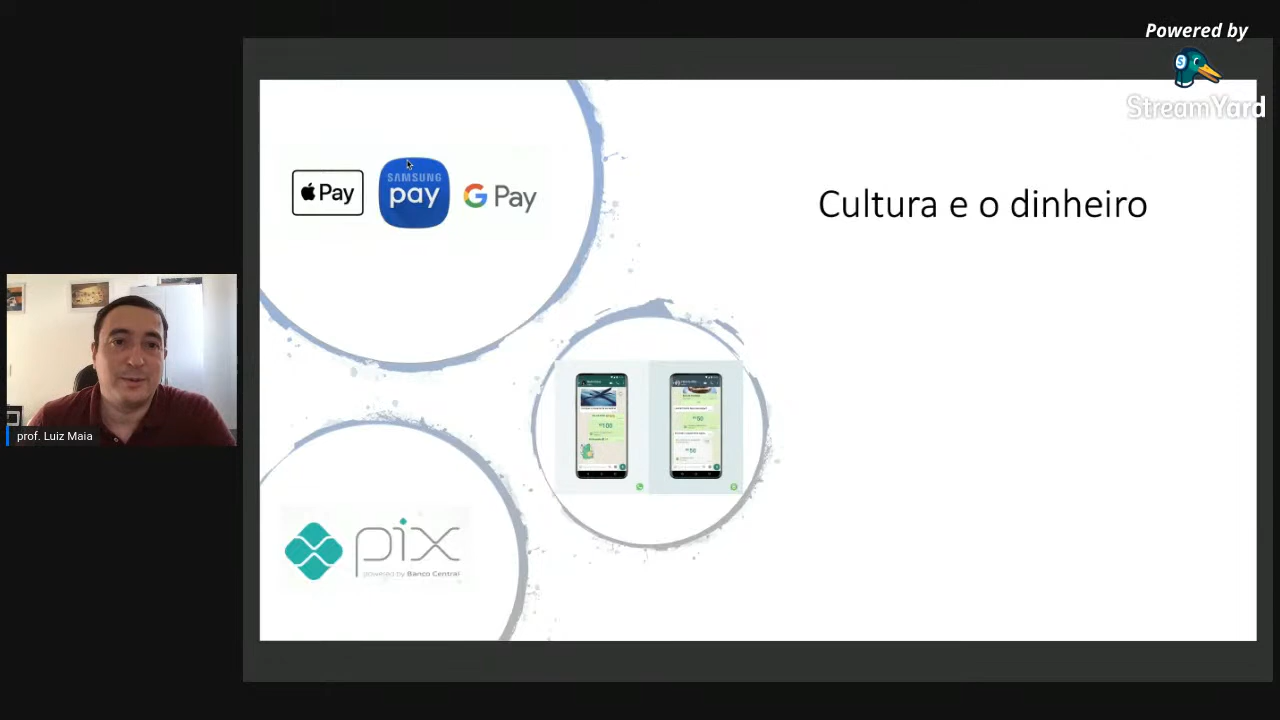 Powered by
StreamYard
Cultura e o dinheiro
Pay
SAMSUNG
pay
G Pay
pix
powered by Banco Central
prof. Luiz Maia